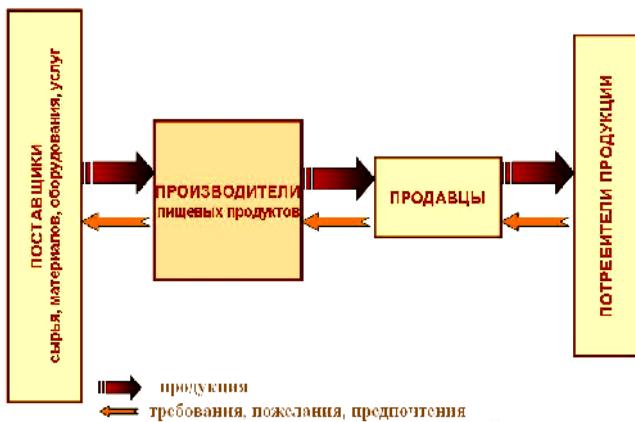 ПОСТАВЩИКИ
сырья, материалов, оборудования, услуг
ПРОИЗВОДИТЕЛИ
пищевых продуктов
ПРОДАВЦЫ
ПОТРЕБИТЕЛИ ПРОДУКЦИИ
продукция
требования, пожелания, предпочтения